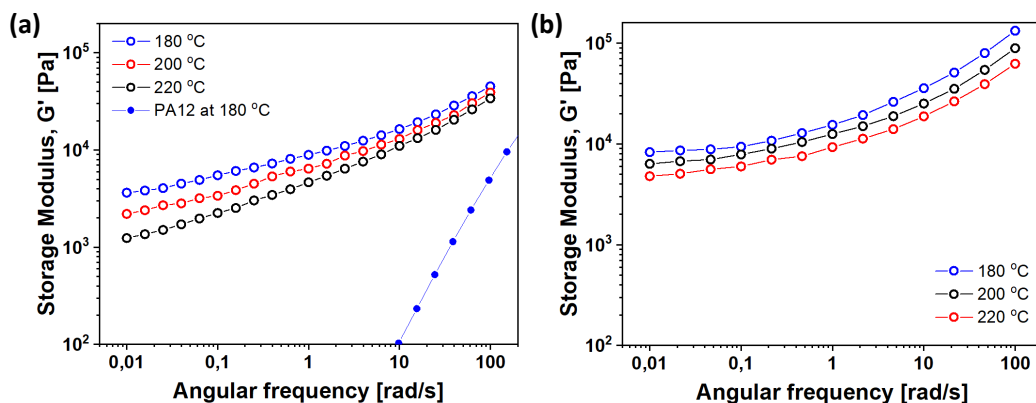 (a)
Storage Modulus, G' [Pa]
10⁵
10⁴
10³
10²
180 °C
200 °C
220 °C
PA12 at 180 °C
0,01 0,1 1 10 100
Angular frequency [rad/s]
(b)
Storage Modulus, G' [Pa]
10⁵
10⁴
10³
10²
180 °C
200 °C
220 °C
0,01 0,1 1 10 100
Angular frequency [rad/s]